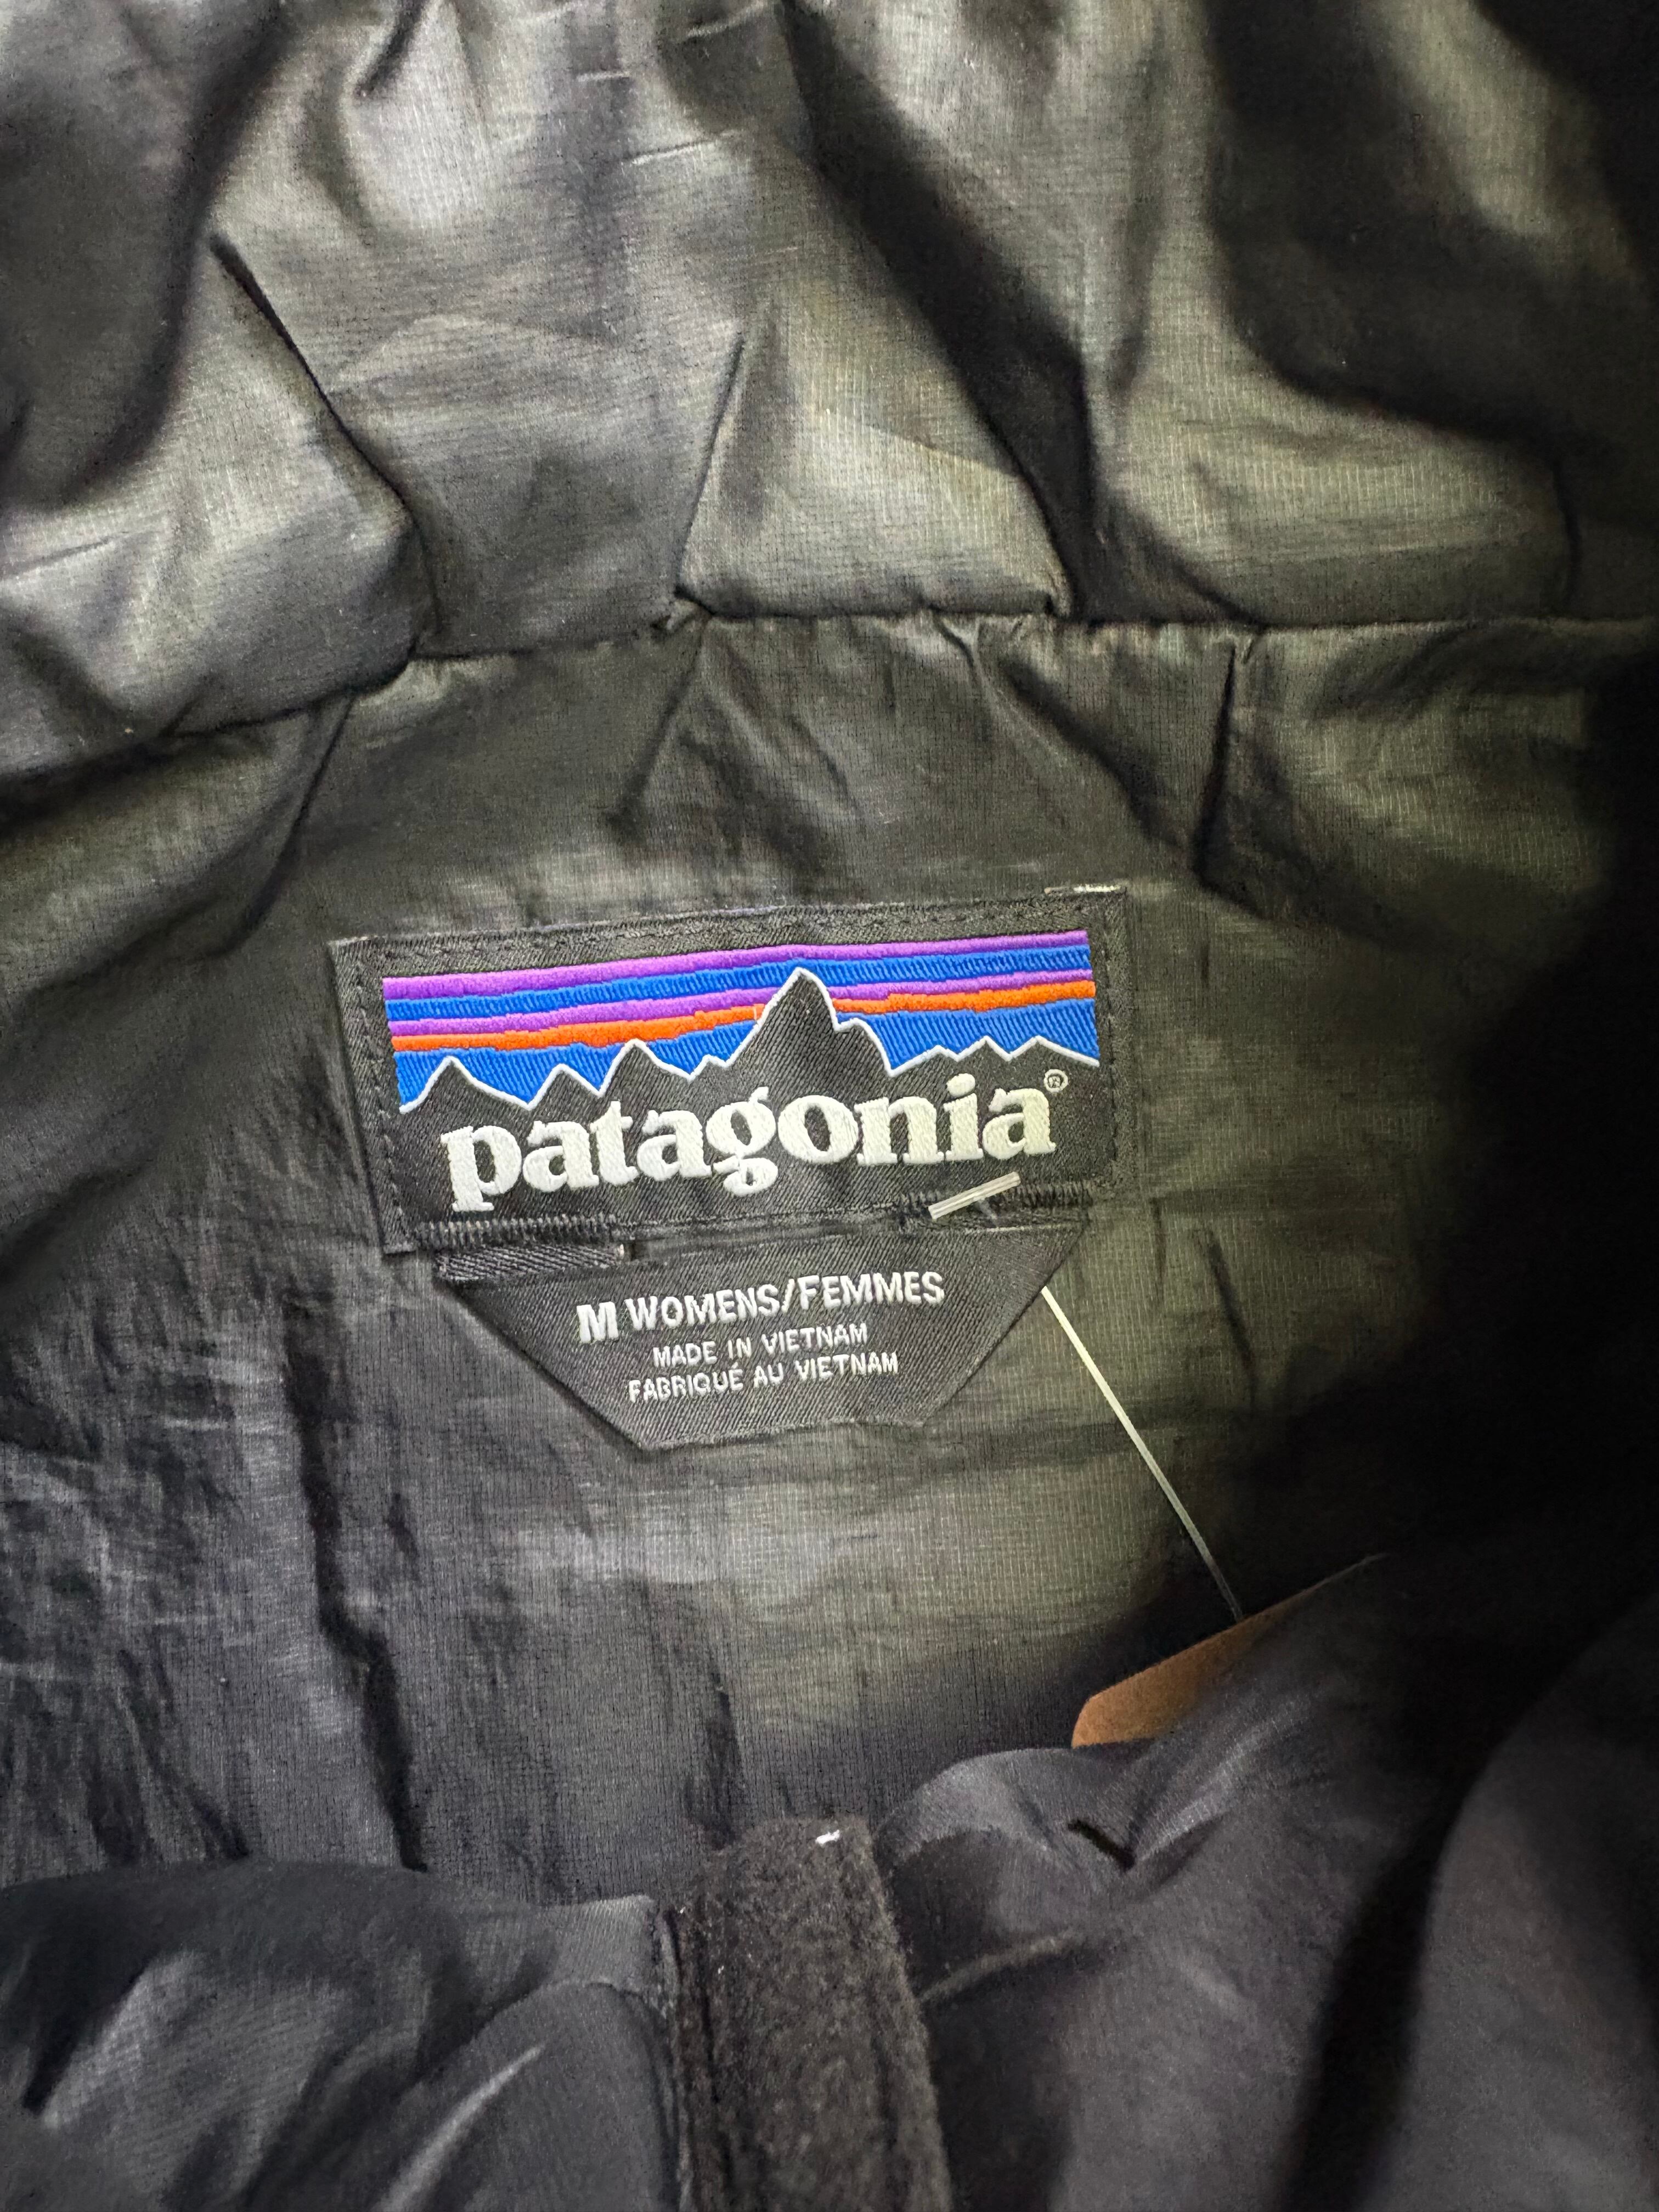 patagonia®
M WOMENS/FEMMES
MADE IN VIETNAM
FABRIQUÉ AU VIETNAM